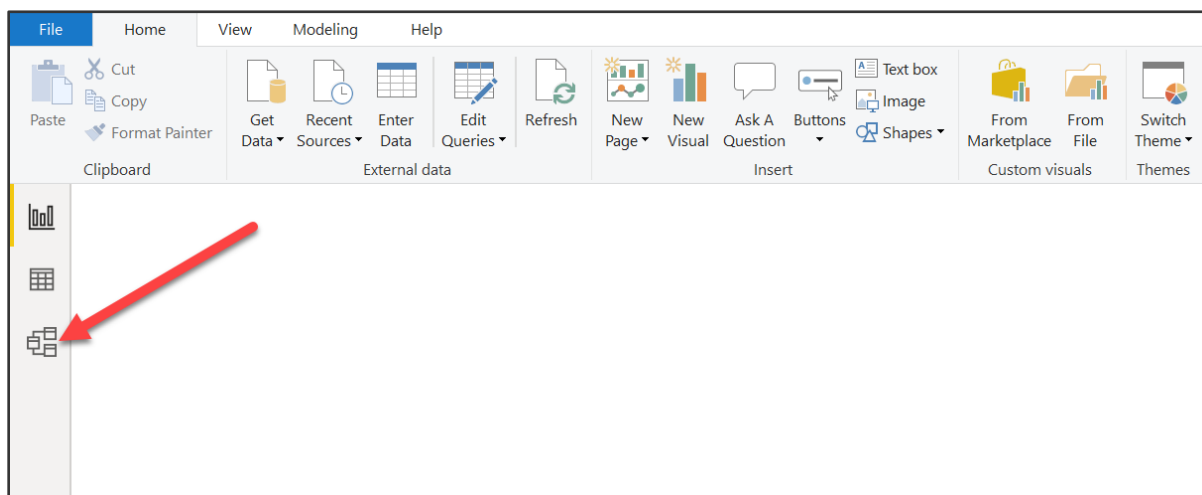 File Home View Modeling Help
Cut
Copy
Format Painter
Paste
Clipboard
Get Data
Recent Sources
Enter Data
Edit Queries
Refresh
External data
New Page
New Visual
Ask A Question
Buttons
Text box
Image
Shapes
Insert
From Marketplace
From File
Custom visuals
Switch Theme
Themes